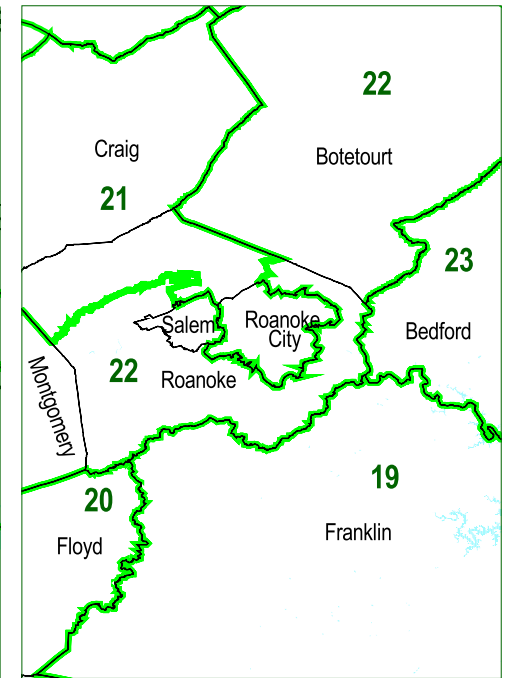 22
Craig
Botetourt
21
23
Salem
Roanoke
City
Bedford
Montgomery
22
Roanoke
19
20
Franklin
Floyd